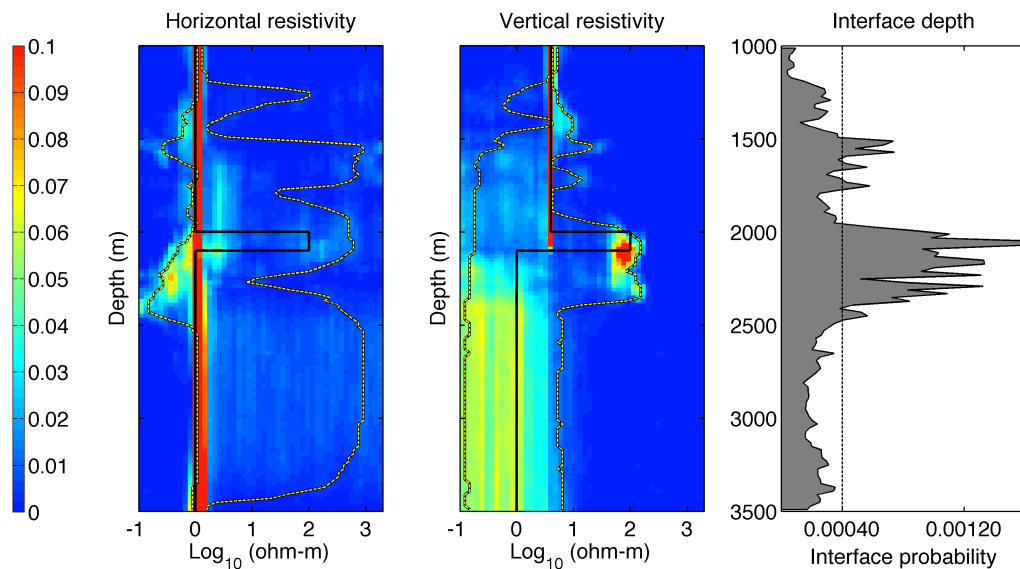 Horizontal resistivity
Vertical resistivity
Interface depth
0.1
0.09
0.08
0.07
0.06
0.05
0.04
0.03
0.02
0.01
0
Depth (m)
-1 0 1 2 3
Log10 (ohm-m)
Depth (m)
-1 0 1 2 3
Log10 (ohm-m)
1000
1500
2000
2500
3000
3500
0.00040 0.00120
Interface probability